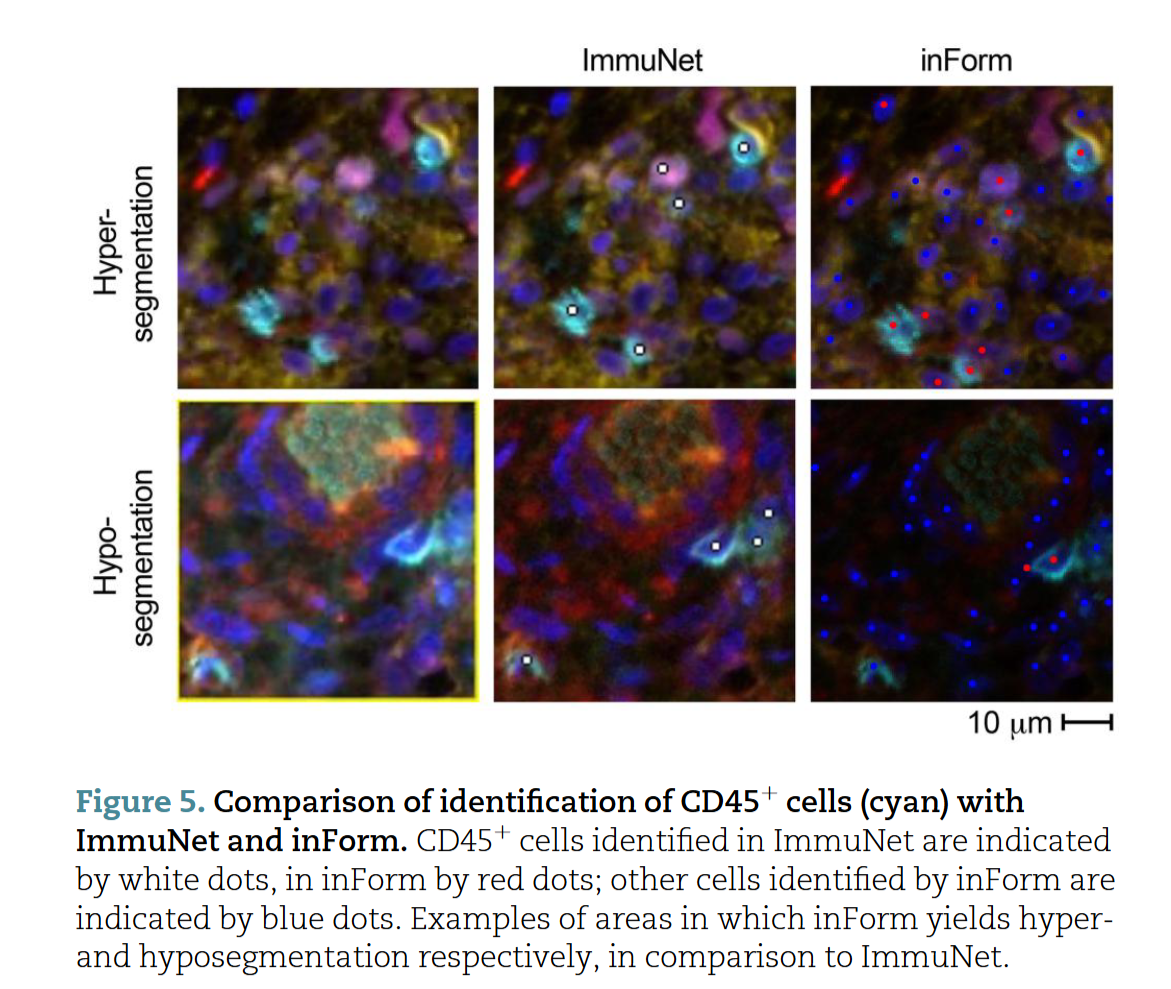 ImmuNet
inForm
Hyper-
segmentation
Hypo-
segmentation
10 μm
Figure 5. Comparison of identification of CD45⁺ cells (cyan) with
ImmuNet and inForm. CD45⁺ cells identified in ImmuNet are indicated
by white dots, in inForm by red dots; other cells identified by inForm are
indicated by blue dots. Examples of areas in which inForm yields hyper-
and hyposegmentation respectively, in comparison to ImmuNet.